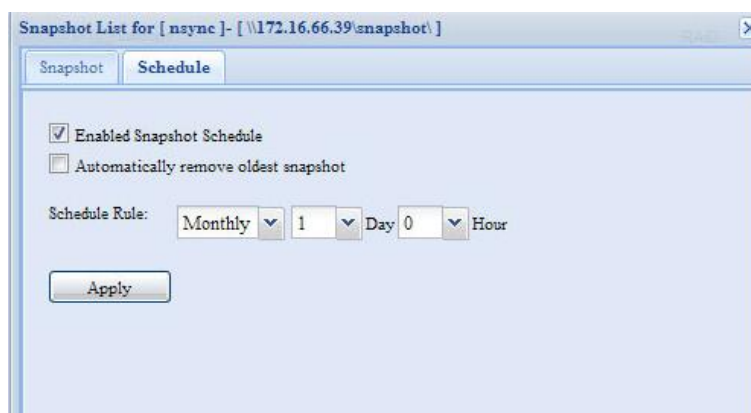 Snapshot List for [ nsync ]- [ \\172.16.66.39\snapshot\ ]
Snapshot Schedule
Enabled Snapshot Schedule
Automatically remove oldest snapshot
Schedule Rule: Monthly 1 Day 0 Hour
Apply